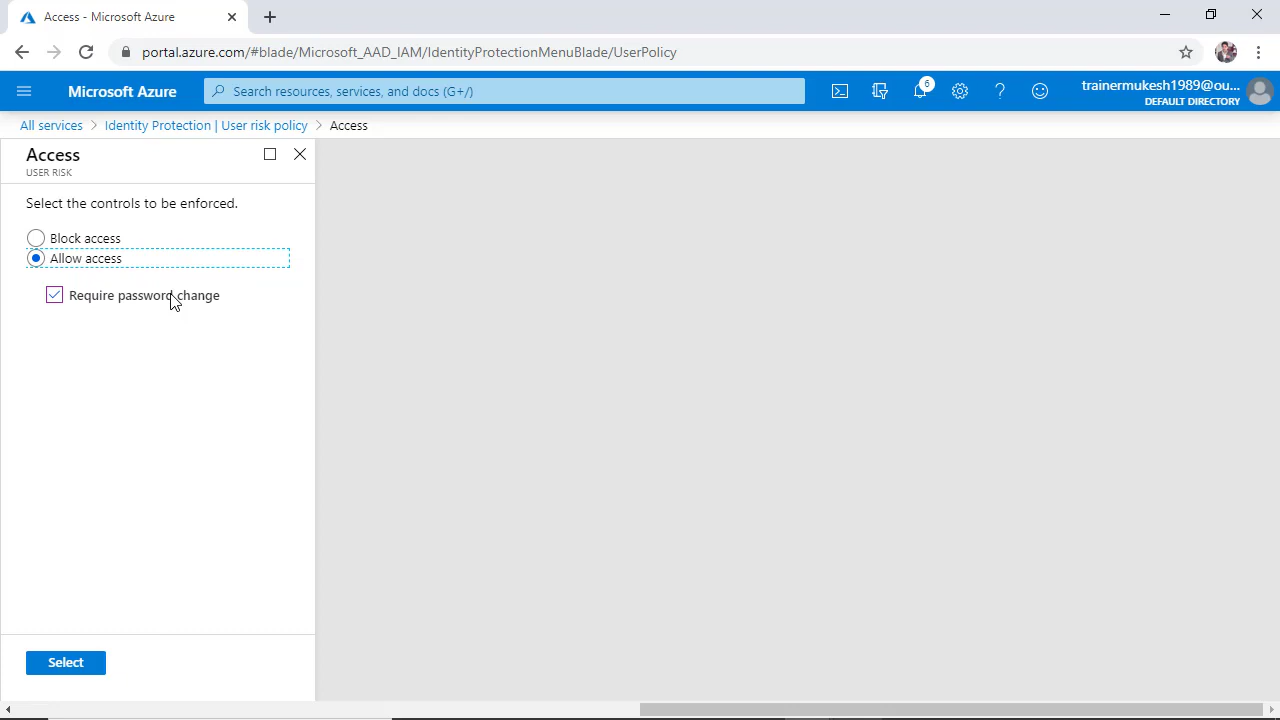 Access - Microsoft Azure
portal.azure.com/#blade/Microsoft_AAD_IAM/IdentityProtectionMenuBlade/UserPolicy
Microsoft Azure
Search resources, services, and docs (G+/)
6
trainermukesh1989@ou...
DEFAULT DIRECTORY
All services > Identity Protection | User risk policy > Access
Access
USER RISK
Select the controls to be enforced.
Block access
Allow access
Require password change
Select